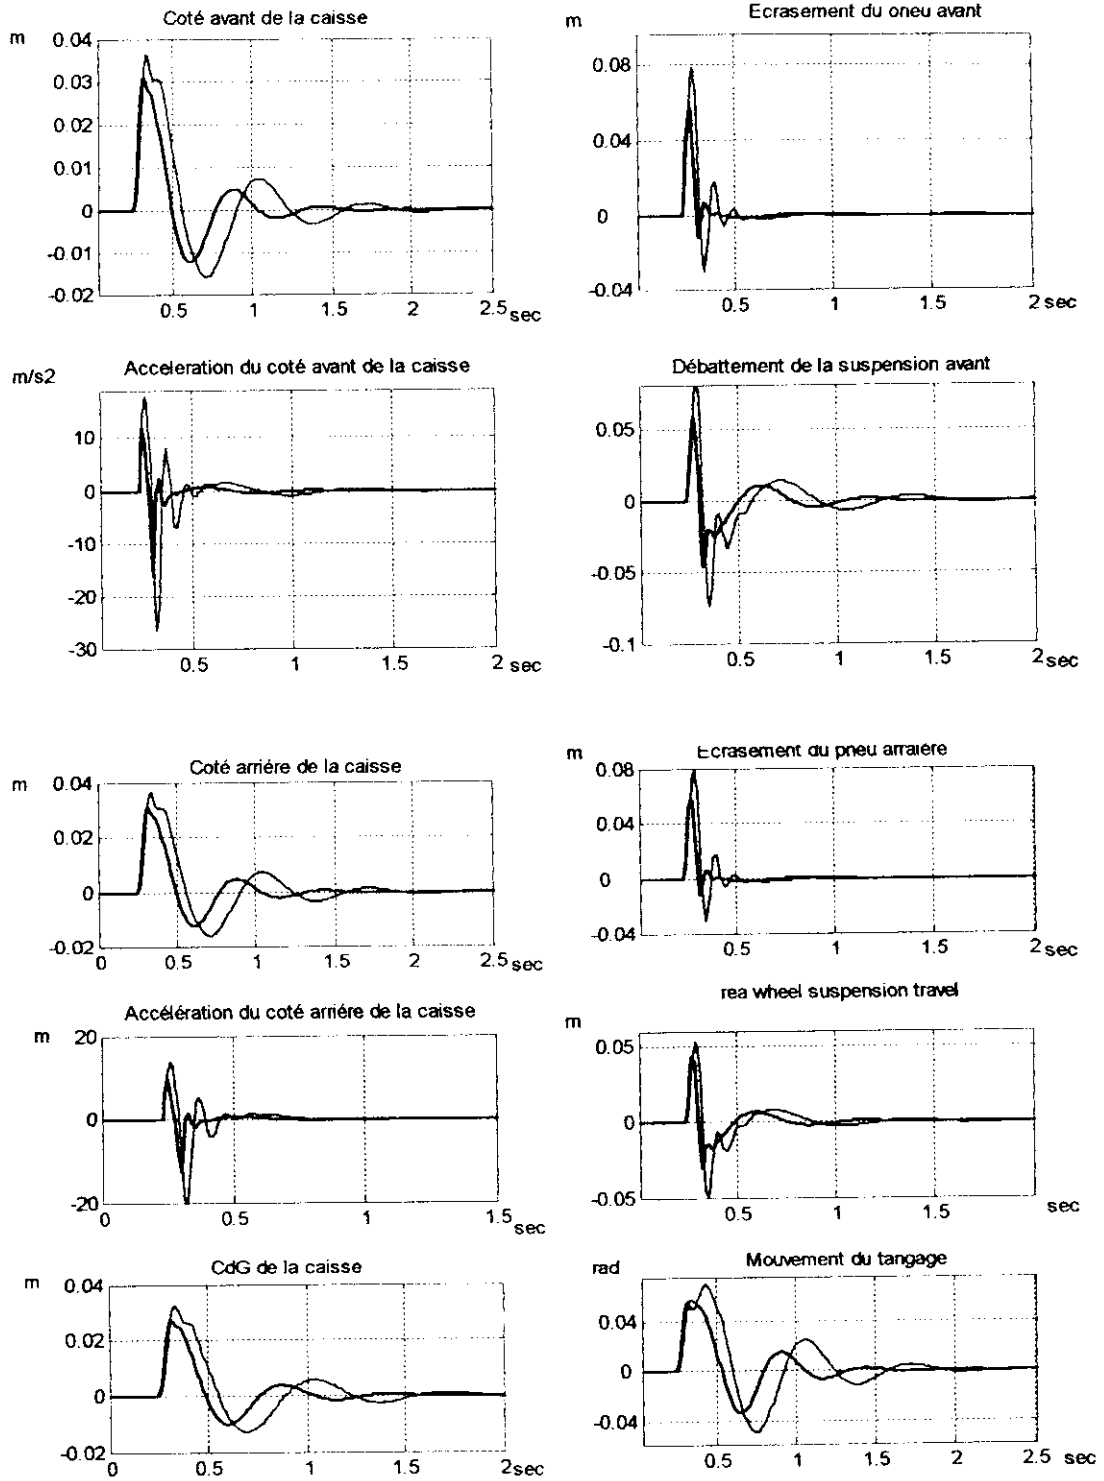 Coté avant de la caisse
m
0.04
0.03
0.02
0.01
0
-0.01
-0.02
0.5 1 1.5 2 2.5 sec
Ecrasement du oneu avant
m
0.08
0.04
0
-0.04
0.5 1 1.5 2 sec
Acceleration du coté avant de la caisse
m/s2
10
0
-10
-20
-30
0.5 1 1.5 2 sec
Débattement de la suspension avant
0.05
0
-0.05
-0.1
0.5 1 1.5 2 sec
Coté arriére de la caisse
m
0.04
0.02
0
-0.02
0 0.5 1 1.5 2 2.5 sec
Ecrasement du pneu arraiére
m
0.08
0.04
0
-0.04
0.5 1 1.5 2 sec
Accélération du coté arriére de la caisse
m
20
10
0
-20
0 0.5 1 1.5 sec
rea wheel suspension travel
m
0.05
0
-0.05
0.5 1 1.5 sec
CdG de la caisse
m
0.04
0.02
0
-0.02
0 0.5 1 1.5 2 sec
Mouvement du tangage
rad
0.04
0
-0.04
0 0.5 1 1.5 2 2.5 sec